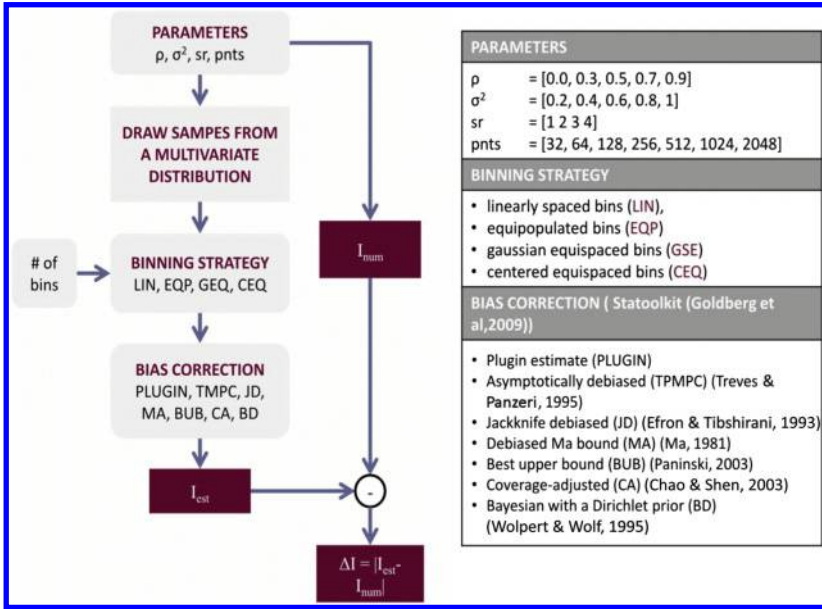 PARAMETERS
ρ, σ², sr, pnts
DRAW SAMPES FROM
A MULTIVARIATE
DISTRIBUTION
# of
bins
BINNING STRATEGY
LIN, EQP, GEQ, CEQ
BIAS CORRECTION
PLUGIN, TMPC, JD,
MA, BUB, CA, BD
I_est
I_num
-
ΔI = |I_est-
I_num|
PARAMETERS
ρ = [0.0, 0.3, 0.5, 0.7, 0.9]
σ² = [0.2, 0.4, 0.6, 0.8, 1]
sr = [1 2 3 4]
pnts = [32, 64, 128, 256, 512, 1024, 2048]
BINNING STRATEGY
• linearly spaced bins (LIN),
• equipopulated bins (EQP)
• gaussian equispaced bins (GSE)
• centered equispaced bins (CEQ)
BIAS CORRECTION ( Statoolkit (Goldberg et
al,2009))
• Plugin estimate (PLUGIN)
• Asymptotically debiased (TPMPC) (Treves &
Panzeri, 1995)
• Jackknife debiased (JD) (Efron & Tibshirani, 1993)
• Debiased Ma bound (MA) (Ma, 1981)
• Best upper bound (BUB) (Paninski, 2003)
• Coverage-adjusted (CA) (Chao & Shen, 2003)
• Bayesian with a Dirichlet prior (BD)
(Wolpert & Wolf, 1995)